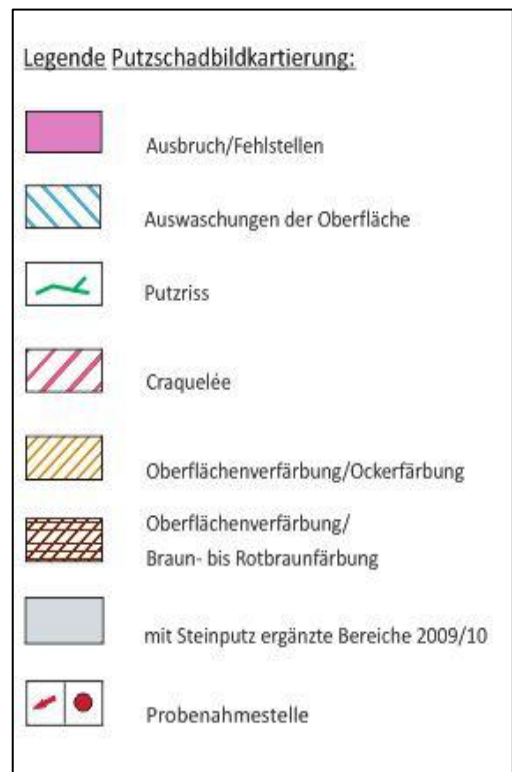 Legende Putzschadbildkartierung:
Ausbruch/Fehlstellen
Auswaschungen der Oberfläche
Putzriss
Craquelée
Oberflächenverfärbung/Ockerfärbung
Oberflächenverfärbung/
Braun- bis Rotbraunfärbung
mit Steinputz ergänzte Bereiche 2009/10
Probenahmestelle